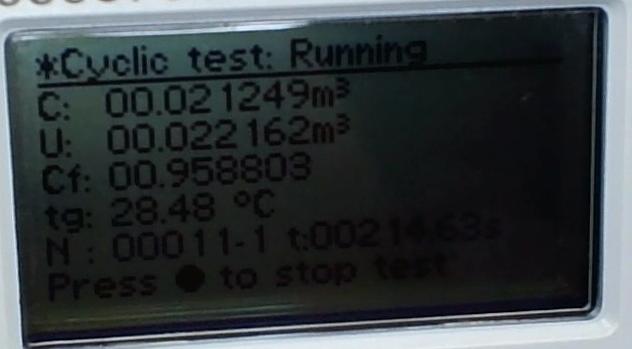 *Cyclic test: Running
C: 00.021249m³
U: 00.022162m³
Cf: 00.958803
tg: 28.48 °C
N : 00011-1 t:00214.63s
Press ● to stop test